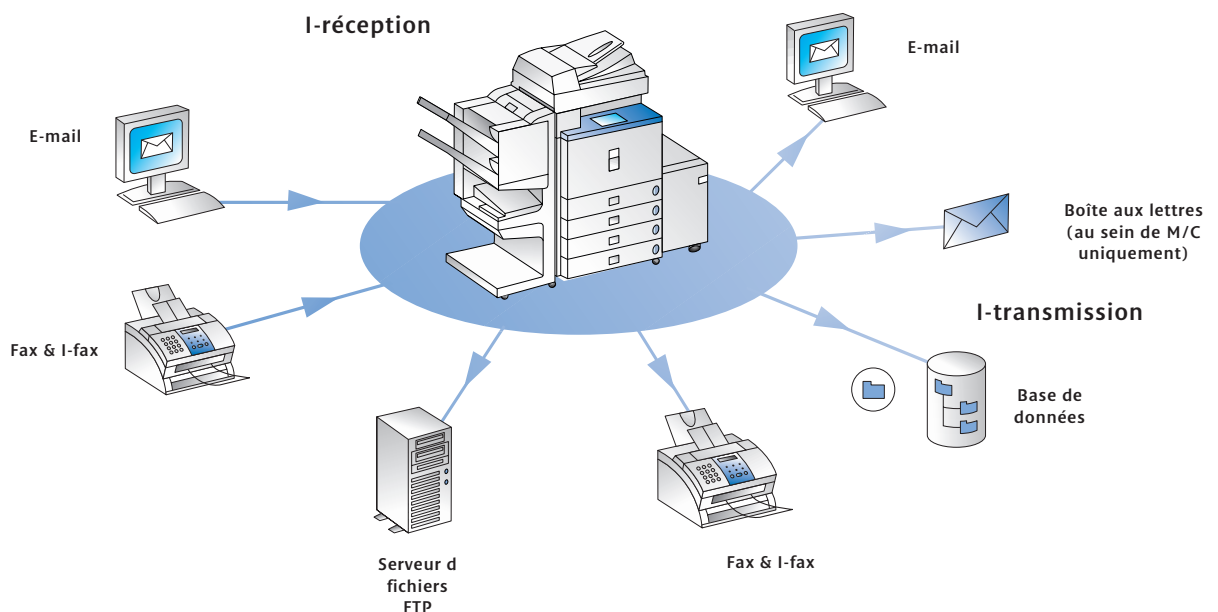 I-réception
E-mail
E-mail
Boîte aux lettres
(au sein de M/C
uniquement)
I-transmission
Fax & I-fax
Base de
données
Serveur d
fichiers
FTP
Fax & I-fax